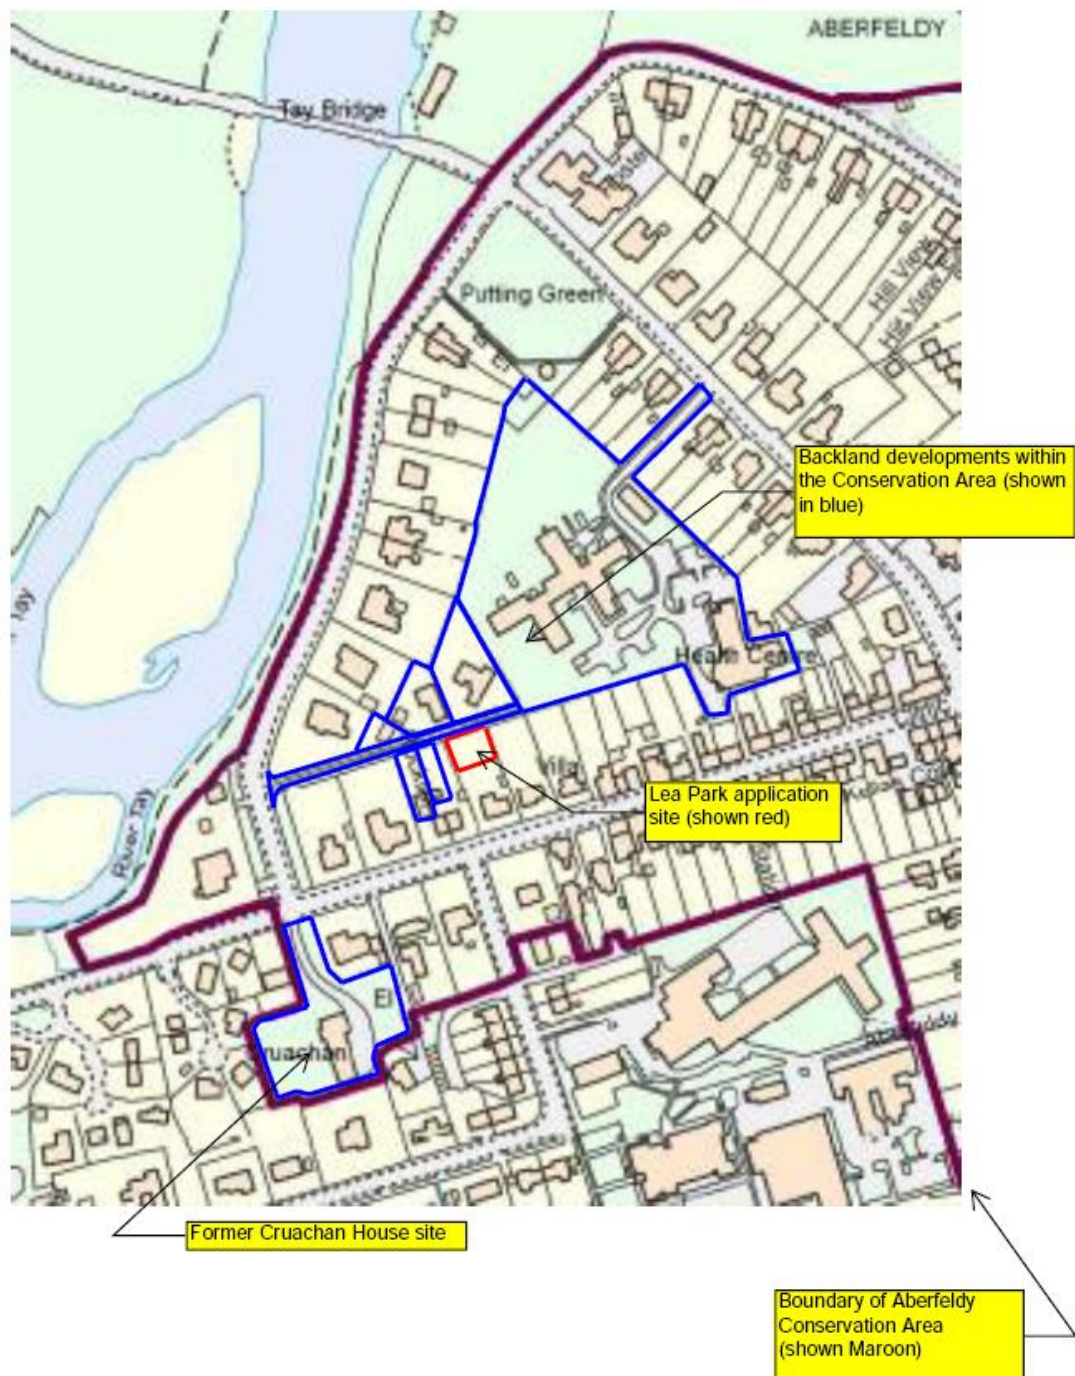 ABERFELDY
Tay Bridge
Hill View
Hill View
Putting Green
Backland developments within
the Conservation Area (shown
in blue)
Tay
Health Centre
Villa
Lea Park application
site (shown red)
River Tay
El
Cruachan
Former Cruachan House site
Boundary of Aberfeldy
Conservation Area
(shown Maroon)